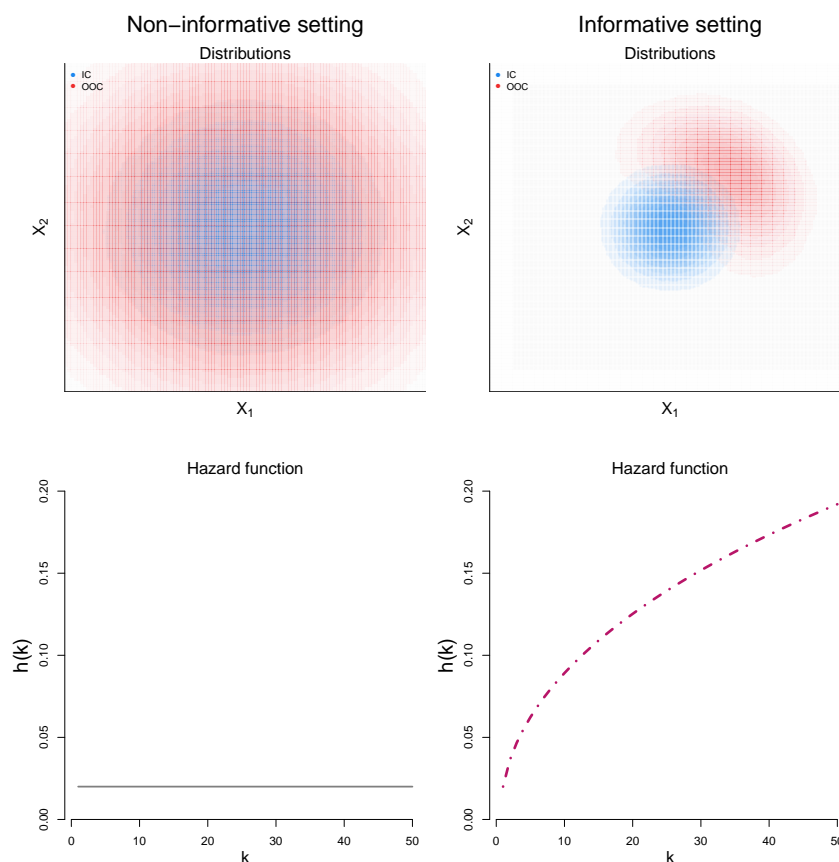 Non−informative setting
Distributions
IC
OOC
X2
X1
Informative setting
Distributions
IC
OOC
X2
X1
Hazard function
0.20
0.15
0.10
0.05
0.00
h(k)
0 10 20 30 40 50
k
Hazard function
0.20
0.15
0.10
0.05
0.00
h(k)
0 10 20 30 40 50
k